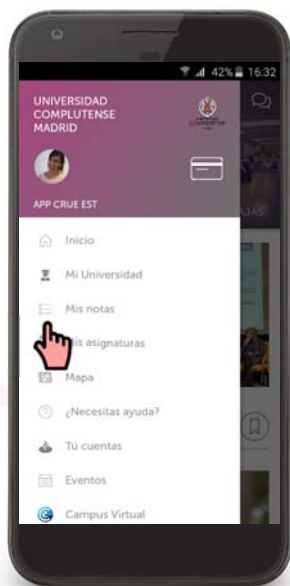 42% 16:32
UNIVERSIDAD
COMPLUTENSE
MADRID
APP CRUE EST
Inicio
Mi Universidad
Mis notas
Mis asignaturas
Mapa
¿Necesitas ayuda?
Tú cuentas
Eventos
Campus Virtual